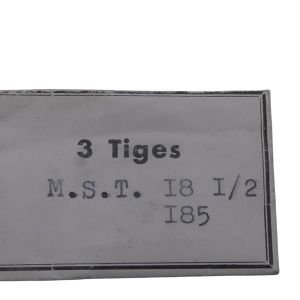 3 Tiges
M.S.T. I8 I/2
I85